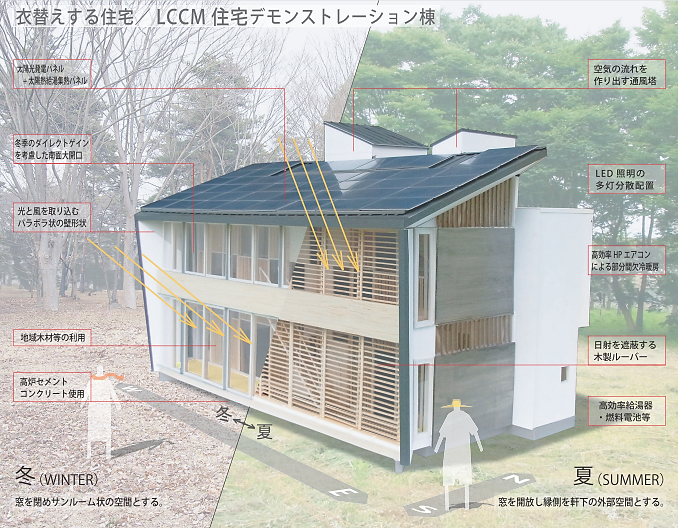 衣替えする住宅／LCCM 住宅デモンストレーション棟
太陽光発電パネル
+太陽熱給湯集熱パネル
冬季のダイレクトゲイン
を考慮した南面大開口
光と風を取り込む
パラボラ状の壁形状
地域木材等の利用
高炉セメント
コンクリート使用
空気の流れを
作り出す通風塔
LED 照明の
多灯分散配置
高効率 HP エアコン
による部分間欠冷暖房
日射を遮蔽する
木製ルーバー
高効率給湯器
・燃料電池等
冬
夏
W
E
S
N
冬 (WINTER)
窓を閉めサンルーム状の空間とする。
夏 (SUMMER)
窓を開放し縁側を軒下の外部空間とする。